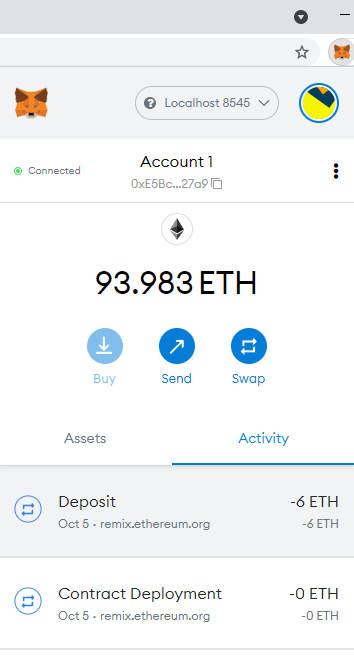 Localhost 8545
Connected
Account 1
0xE5Bc...27a9
93.983 ETH
Buy
Send
Swap
Assets
Activity
Deposit
-6 ETH
Oct 5 · remix.ethereum.org
-6 ETH
Contract Deployment
-0 ETH
Oct 5 · remix.ethereum.org
-0 ETH